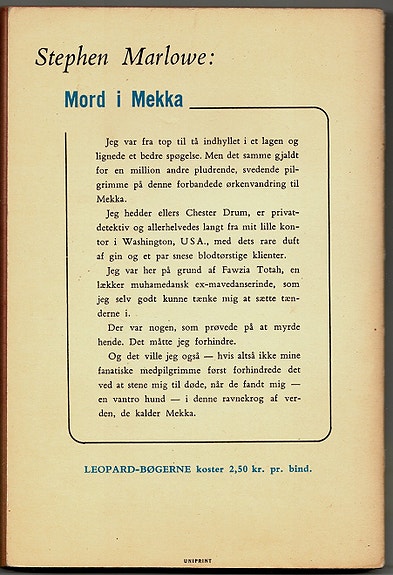 Stephen Marlowe:
Mord i Mekka
Jeg var fra top til tå indhyllet i et lagen og
lignede et bedre spøgelse. Men det samme gjaldt
for en million andre pludrende, svedende pil-
grimme på denne forbandede ørkenvandring til
Mekka.
Jeg hedder ellers Chester Drum, er privat-
detektiv og allerhelvedes langt fra mit lille kon-
tor i Washington, USA., med dets rare duft
af gin og et par snese blodtørstige klienter.
Jeg var her på grund af Fawzia Totah, en
lækker muhamedansk ex-mavedanserinde, som
jeg selv godt kunne tænke mig at sætte tæn-
derne i.
Der var nogen, som prøvede på at myrde
hende. Det måtte jeg forhindre.
Og det ville jeg også — hvis altså ikke mine
fanatiske medpilgrimme først forhindrede det
ved at stene mig til døde, når de fandt mig —
en vantro hund — i denne ravnekrog af ver-
den, de kalder Mekka.
LEOPARD-BØGERNE koster 2,50 kr. pr. bind.
UNIPRINT